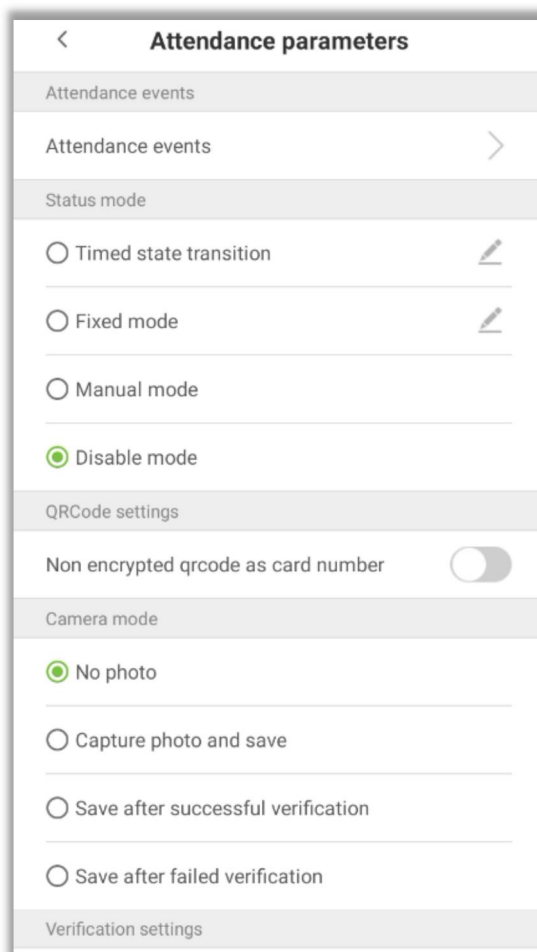 Attendance parameters
Attendance events
Attendance events
Status mode
Timed state transition
Fixed mode
Manual mode
Disable mode
QRCode settings
Non encrypted qrcode as card number
Camera mode
No photo
Capture photo and save
Save after successful verification
Save after failed verification
Verification settings